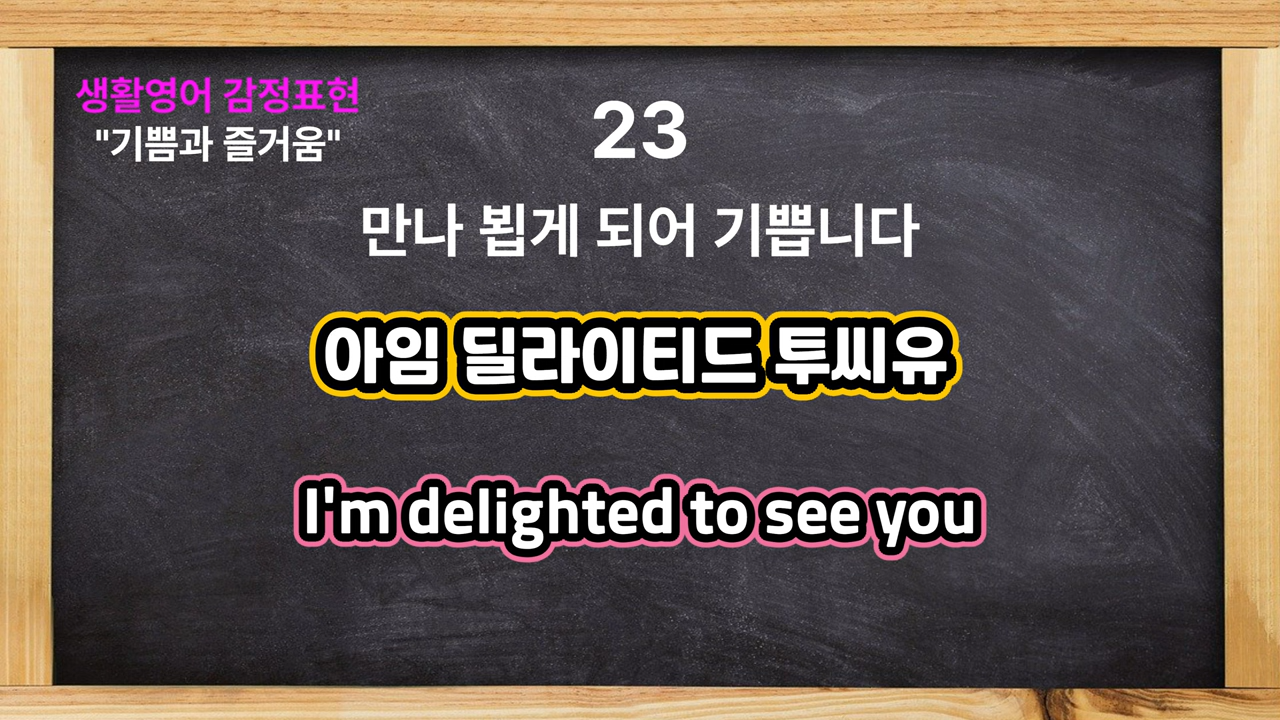 생활영어 감정표현
"기쁨과 즐거움"
23
만나 뵙게 되어 기쁩니다
아임 딜라이티드 투씨유
I'm delighted to see you